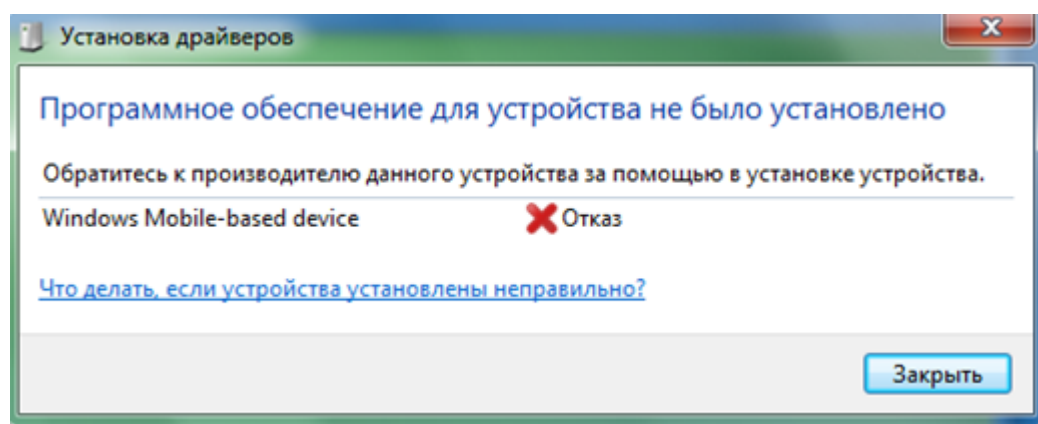 Установка драйверов
Программное обеспечение для устройства не было установлено
Обратитесь к производителю данного устройства за помощью в установке устройства.
Windows Mobile-based device Отказ
Что делать, если устройства установлены неправильно?
Закрыть